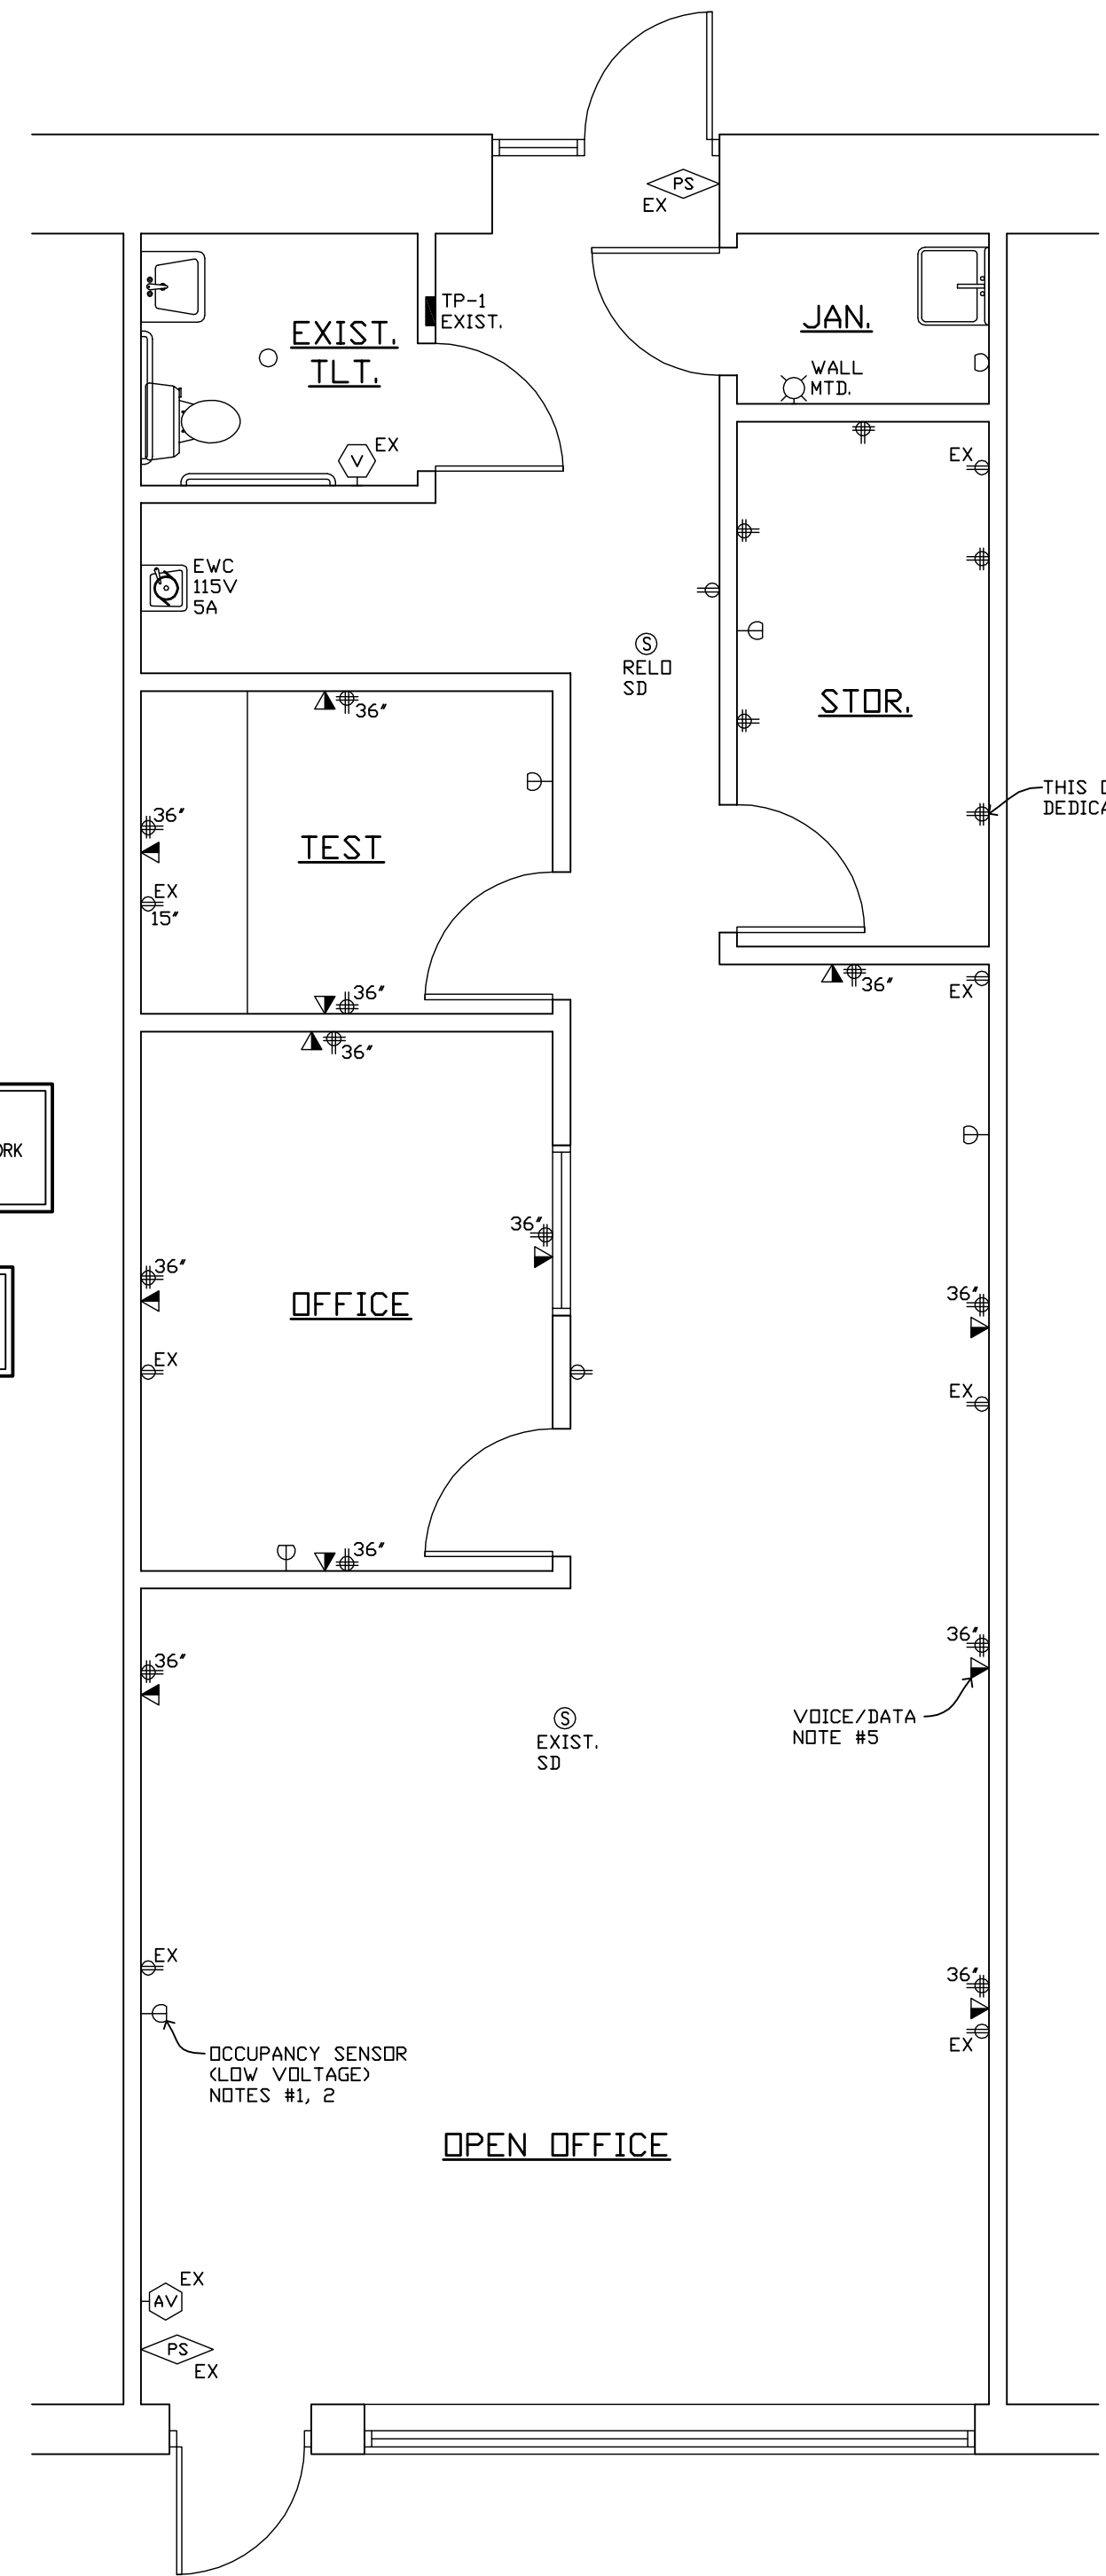 PS
EX
TP-1
EXIST.
EXIST.
TLT.
JAN.
WALL
MTD.
V
EX
EX
EWC
115V
5A
S
RELO
SD
STOR.
36"
THIS
DEDICA
36"
TEST
EX
15"
36"
36"
EX
36"
ORK
36"
36"
OFFICE
36"
EX
EX
36"
36"
36"
VOICE/DATA
NOTE #5
S
EXIST.
SD
EX
36"
EX
OCCUPANCY SENSOR
(LOW VOLTAGE)
NOTES #1, 2
OPEN OFFICE
EX
AV
PS
EX